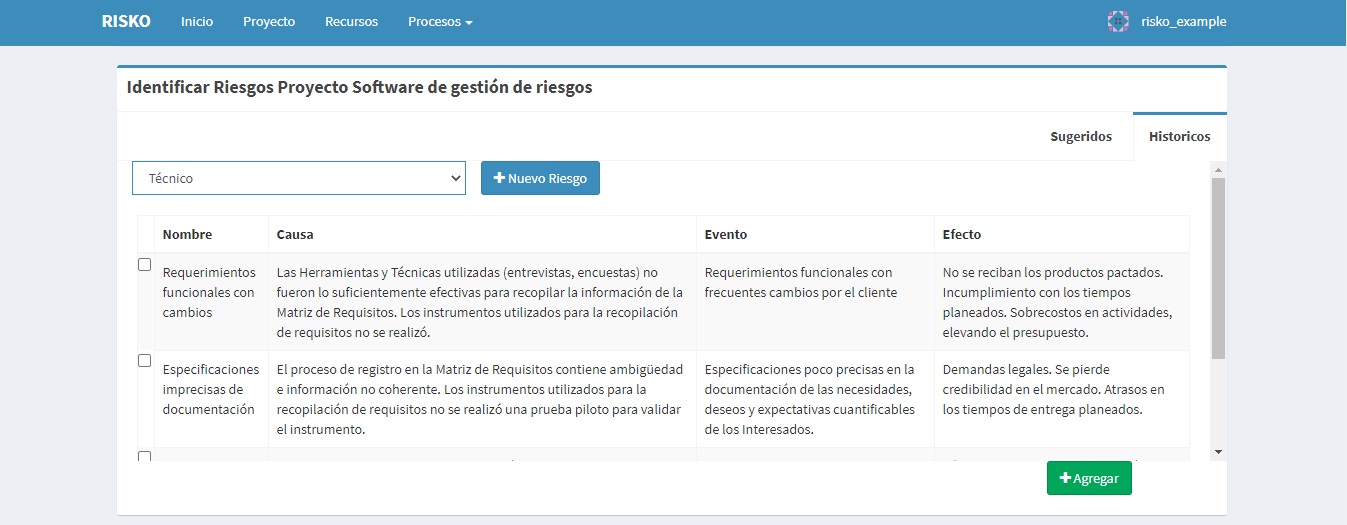 RISKO Inicio Proyecto Recursos Procesos risko_example
Identificar Riesgos Proyecto Software de gestión de riesgos
Sugeridos Historicos
Técnico Nuevo Riesgo
Nombre Causa Evento Efecto
Requerimientos
funcionales con
cambios
Las Herramientas y Técnicas utilizadas (entrevistas, encuestas) no
fueron lo suficientemente efectivas para recopilar la información de la
Matriz de Requisitos. Los instrumentos utilizados para la recopilación
de requisitos no se realizó.
Requerimientos funcionales con
frecuentes cambios por el cliente
No se reciban los productos pactados.
Incumplimiento con los tiempos
planeados. Sobrecostos en actividades,
elevando el presupuesto.
Especificaciones
imprecisas de
documentación
El proceso de registro en la Matriz de Requisitos contiene ambigüedad
e información no coherente. Los instrumentos utilizados para la
recopilación de requisitos no se realizó una prueba piloto para validar
el instrumento.
Especificaciones poco precisas en la
documentación de las necesidades,
deseos y expectativas cuantificables
de los Interesados.
Demandas legales. Se pierde
credibilidad en el mercado. Atrasos en
los tiempos de entrega planeados.
Agregar